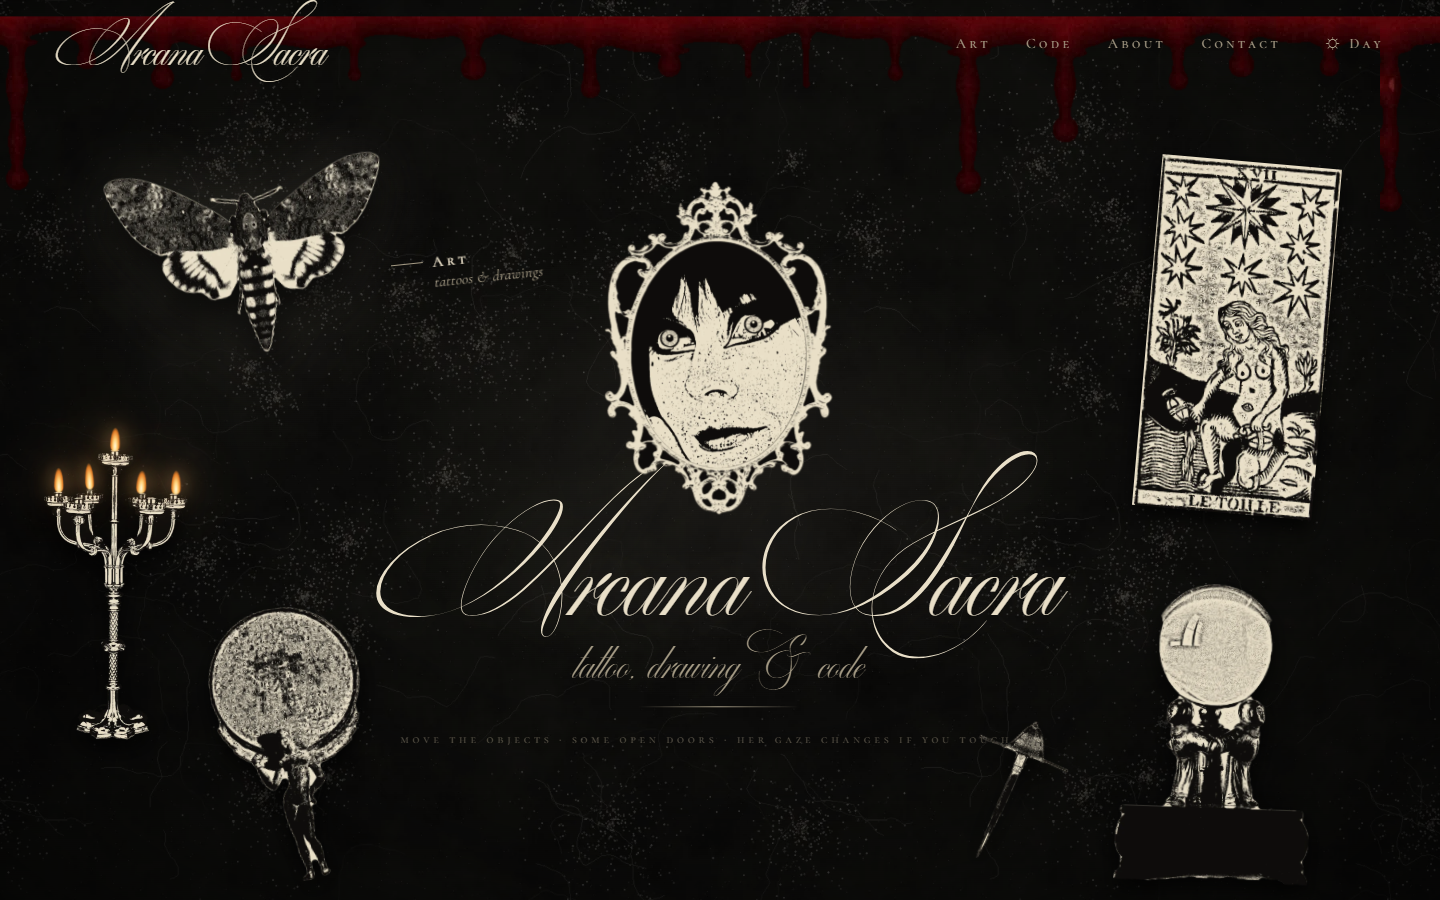 Arcana Sacra
Art Code About Contact Day
XVII
Art
tattoos & drawings
LE TOILLE
Arcana Sacra
tattoo, drawing & code
MOVE THE OBJECTS · SOME OPEN DOORS · HER GAZE CHANGES IF YOU TOUCH